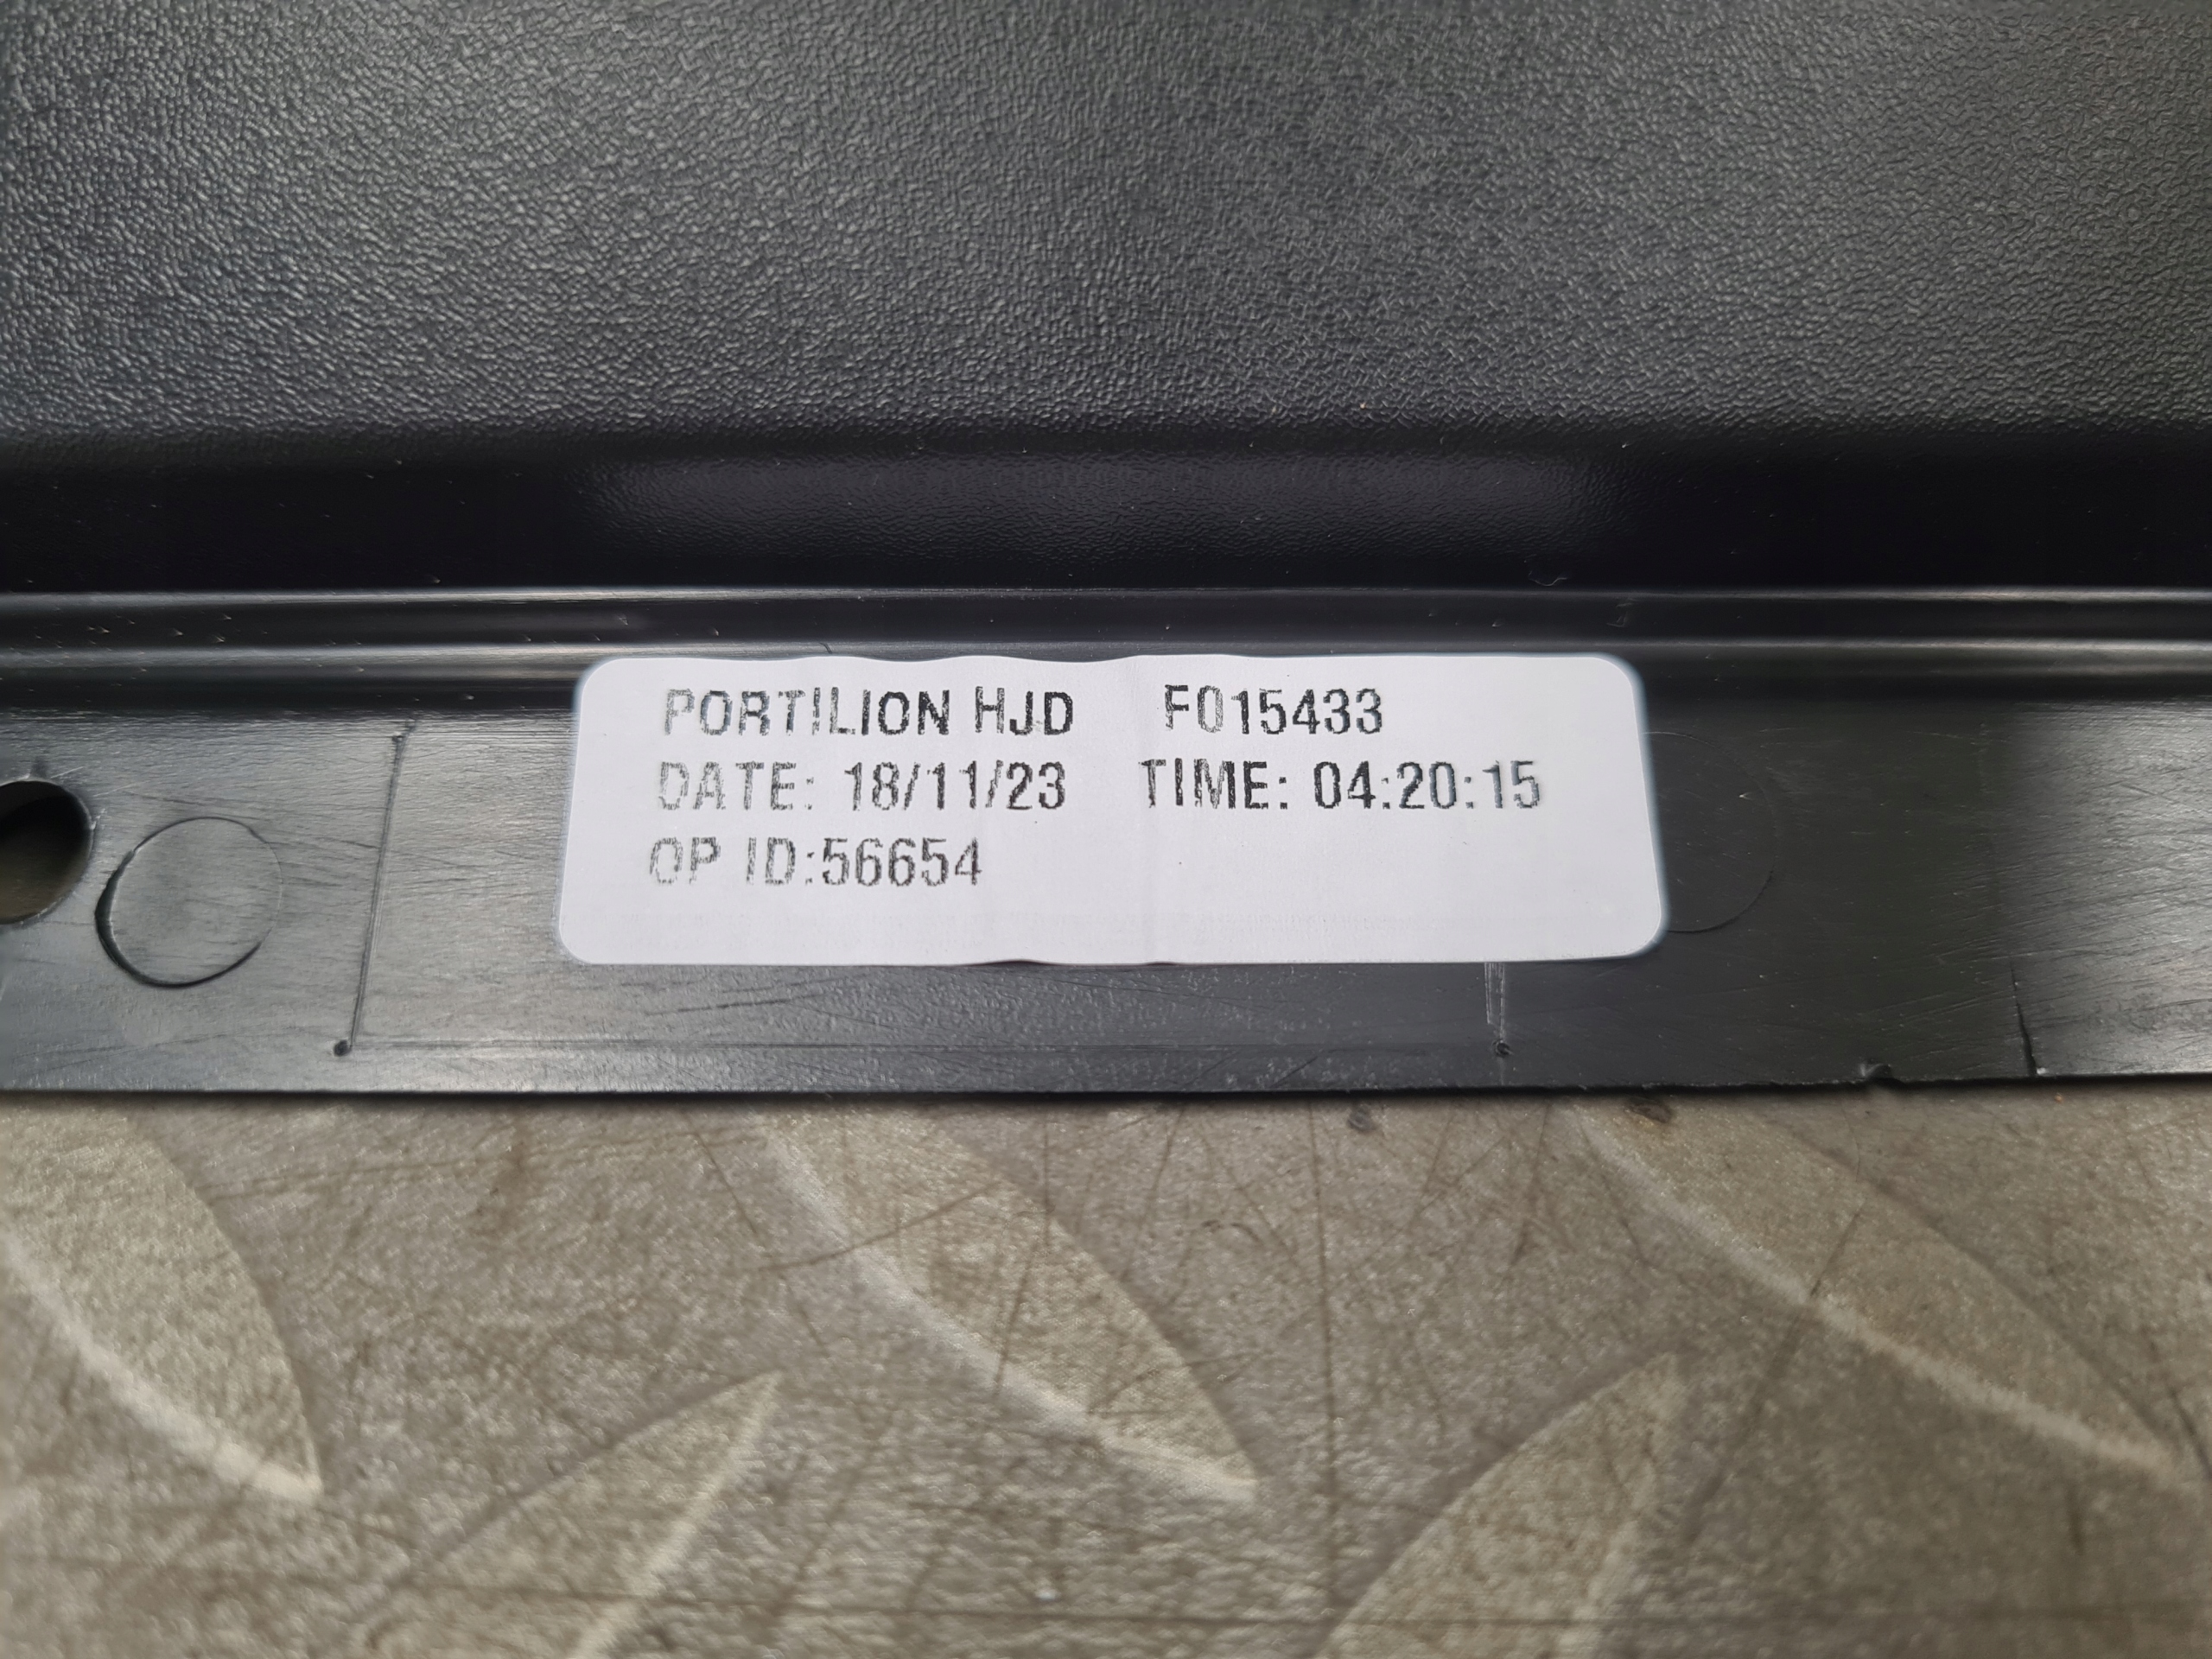 PORTILION HJD F015433
DATE: 18/11/23 TIME: 04:20:15
OP ID:56654